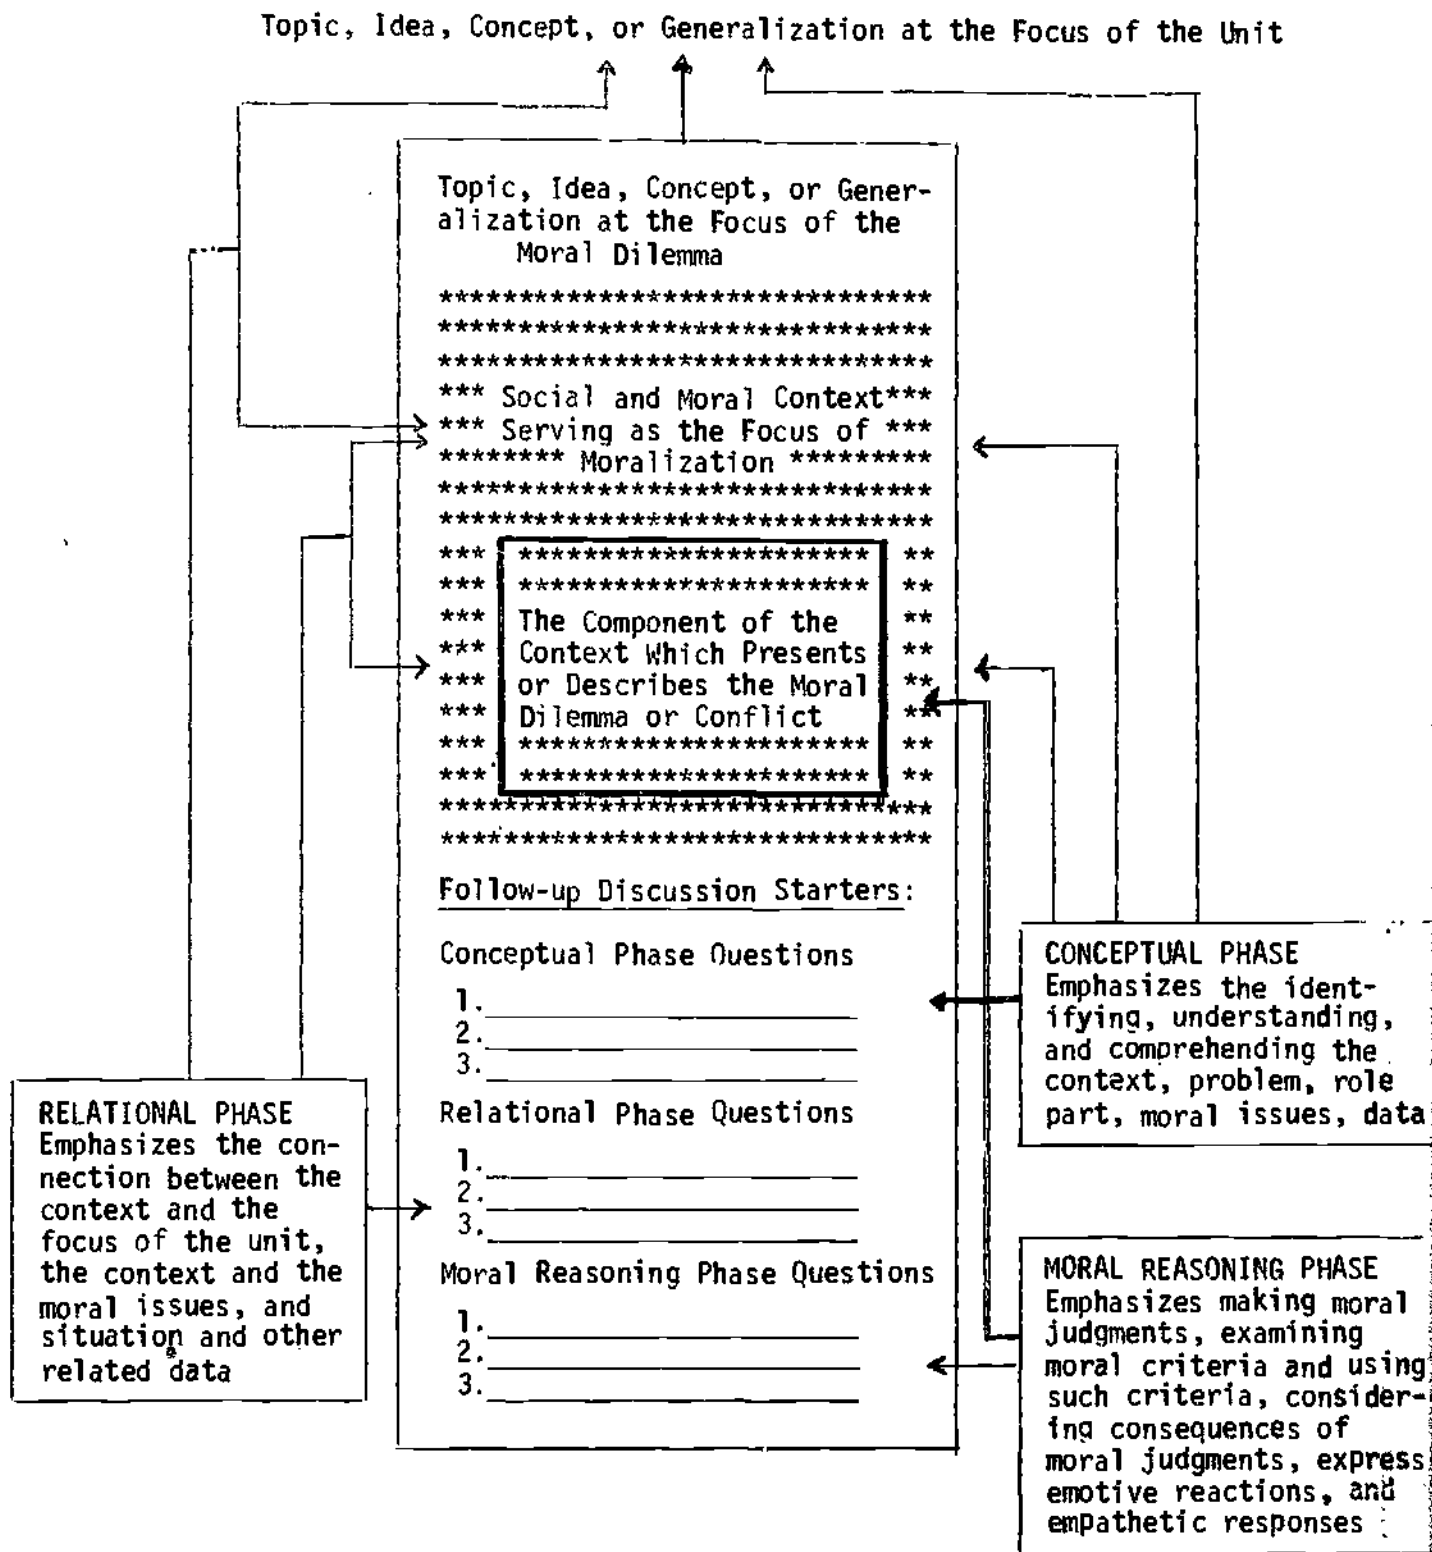 Topic, Idea, Concept, or Generalization at the Focus of the Unit
Topic, Idea, Concept, or Gener-
alization at the Focus of the
Moral Dilemma
*******************************
*******************************
*******************************
*** Social and Moral Context***
*** Serving as the Focus of ***
******** Moralization *********
*******************************
*******************************
*** ********************** **
*** ********************** **
*** The Component of the **
*** Context Which Presents **
*** or Describes the Moral **
*** Dilemma or Conflict **
*** ********************** **
*** ********************** **
*******************************
*******************************
Follow-up Discussion Starters:
Conceptual Phase Questions
1.
2.
3.
Relational Phase Questions
1.
2.
3.
Moral Reasoning Phase Questions
1.
2.
3.
RELATIONAL PHASE
Emphasizes the con-
nection between the
context and the
focus of the unit,
the context and the
moral issues, and
situation and other
related data
CONCEPTUAL PHASE
Emphasizes the ident-
ifying, understanding,
and comprehending the
context, problem, role
part, moral issues, data
MORAL REASONING PHASE
Emphasizes making moral
judgments, examining
moral criteria and using
such criteria, consider-
ing consequences of
moral judgments, express
emotive reactions, and
empathetic responses